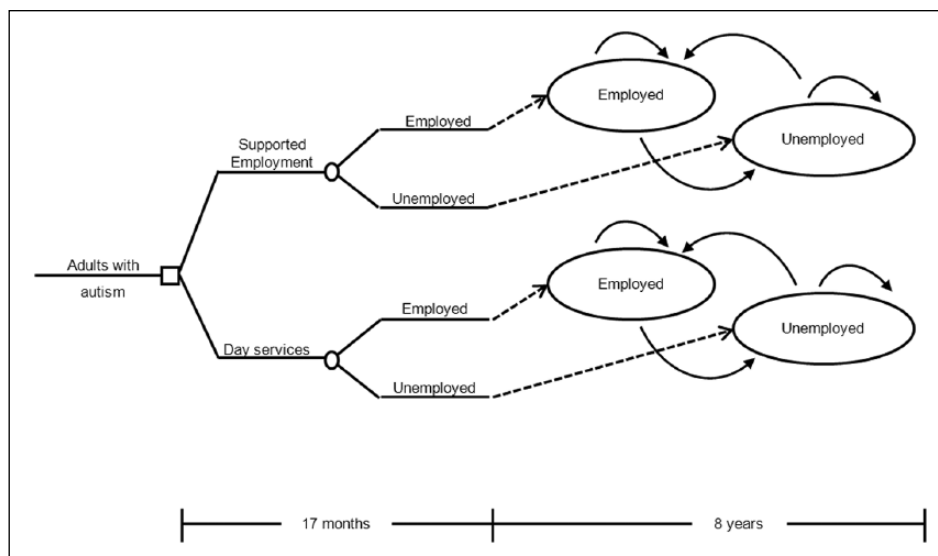 Employed
Unemployed
Employed
Supported
Employment
Unemployed
Adults with
autism
Employed
Unemployed
Employed
Day services
Unemployed
17 months
8 years